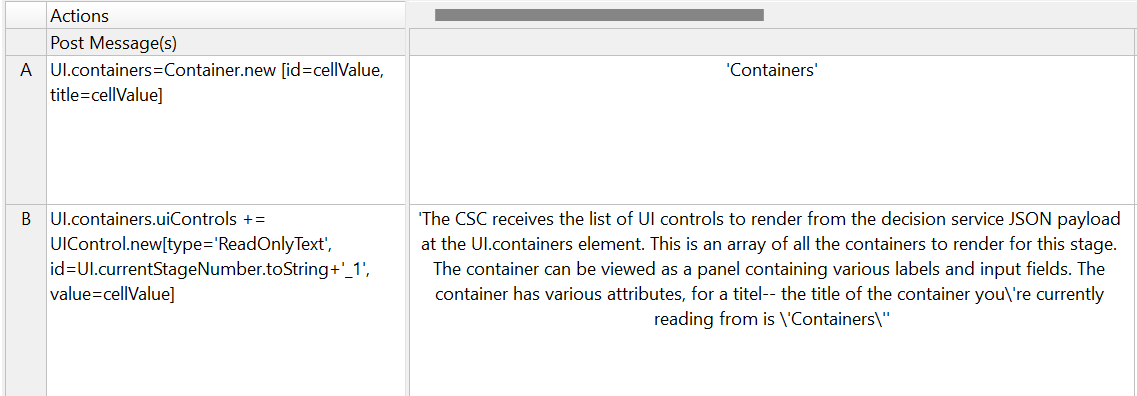 Actions
Post Message(s)
A
UI.containers=Container.new [id=cellValue,
title=cellValue]
'Containers'
B
UI.containers.uiControls +=
UIControl.new[type='ReadOnlyText',
id=UI.currentStageNumber.toString+'_1',
value=cellValue]
'The CSC receives the list of UI controls to render from the decision service JSON payload
at the UI.containers element. This is an array of all the containers to render for this stage.
The container can be viewed as a panel containing various labels and input fields. The
container has various attributes, for a titel-- the title of the container you\'re currently
reading from is \'Containers\''